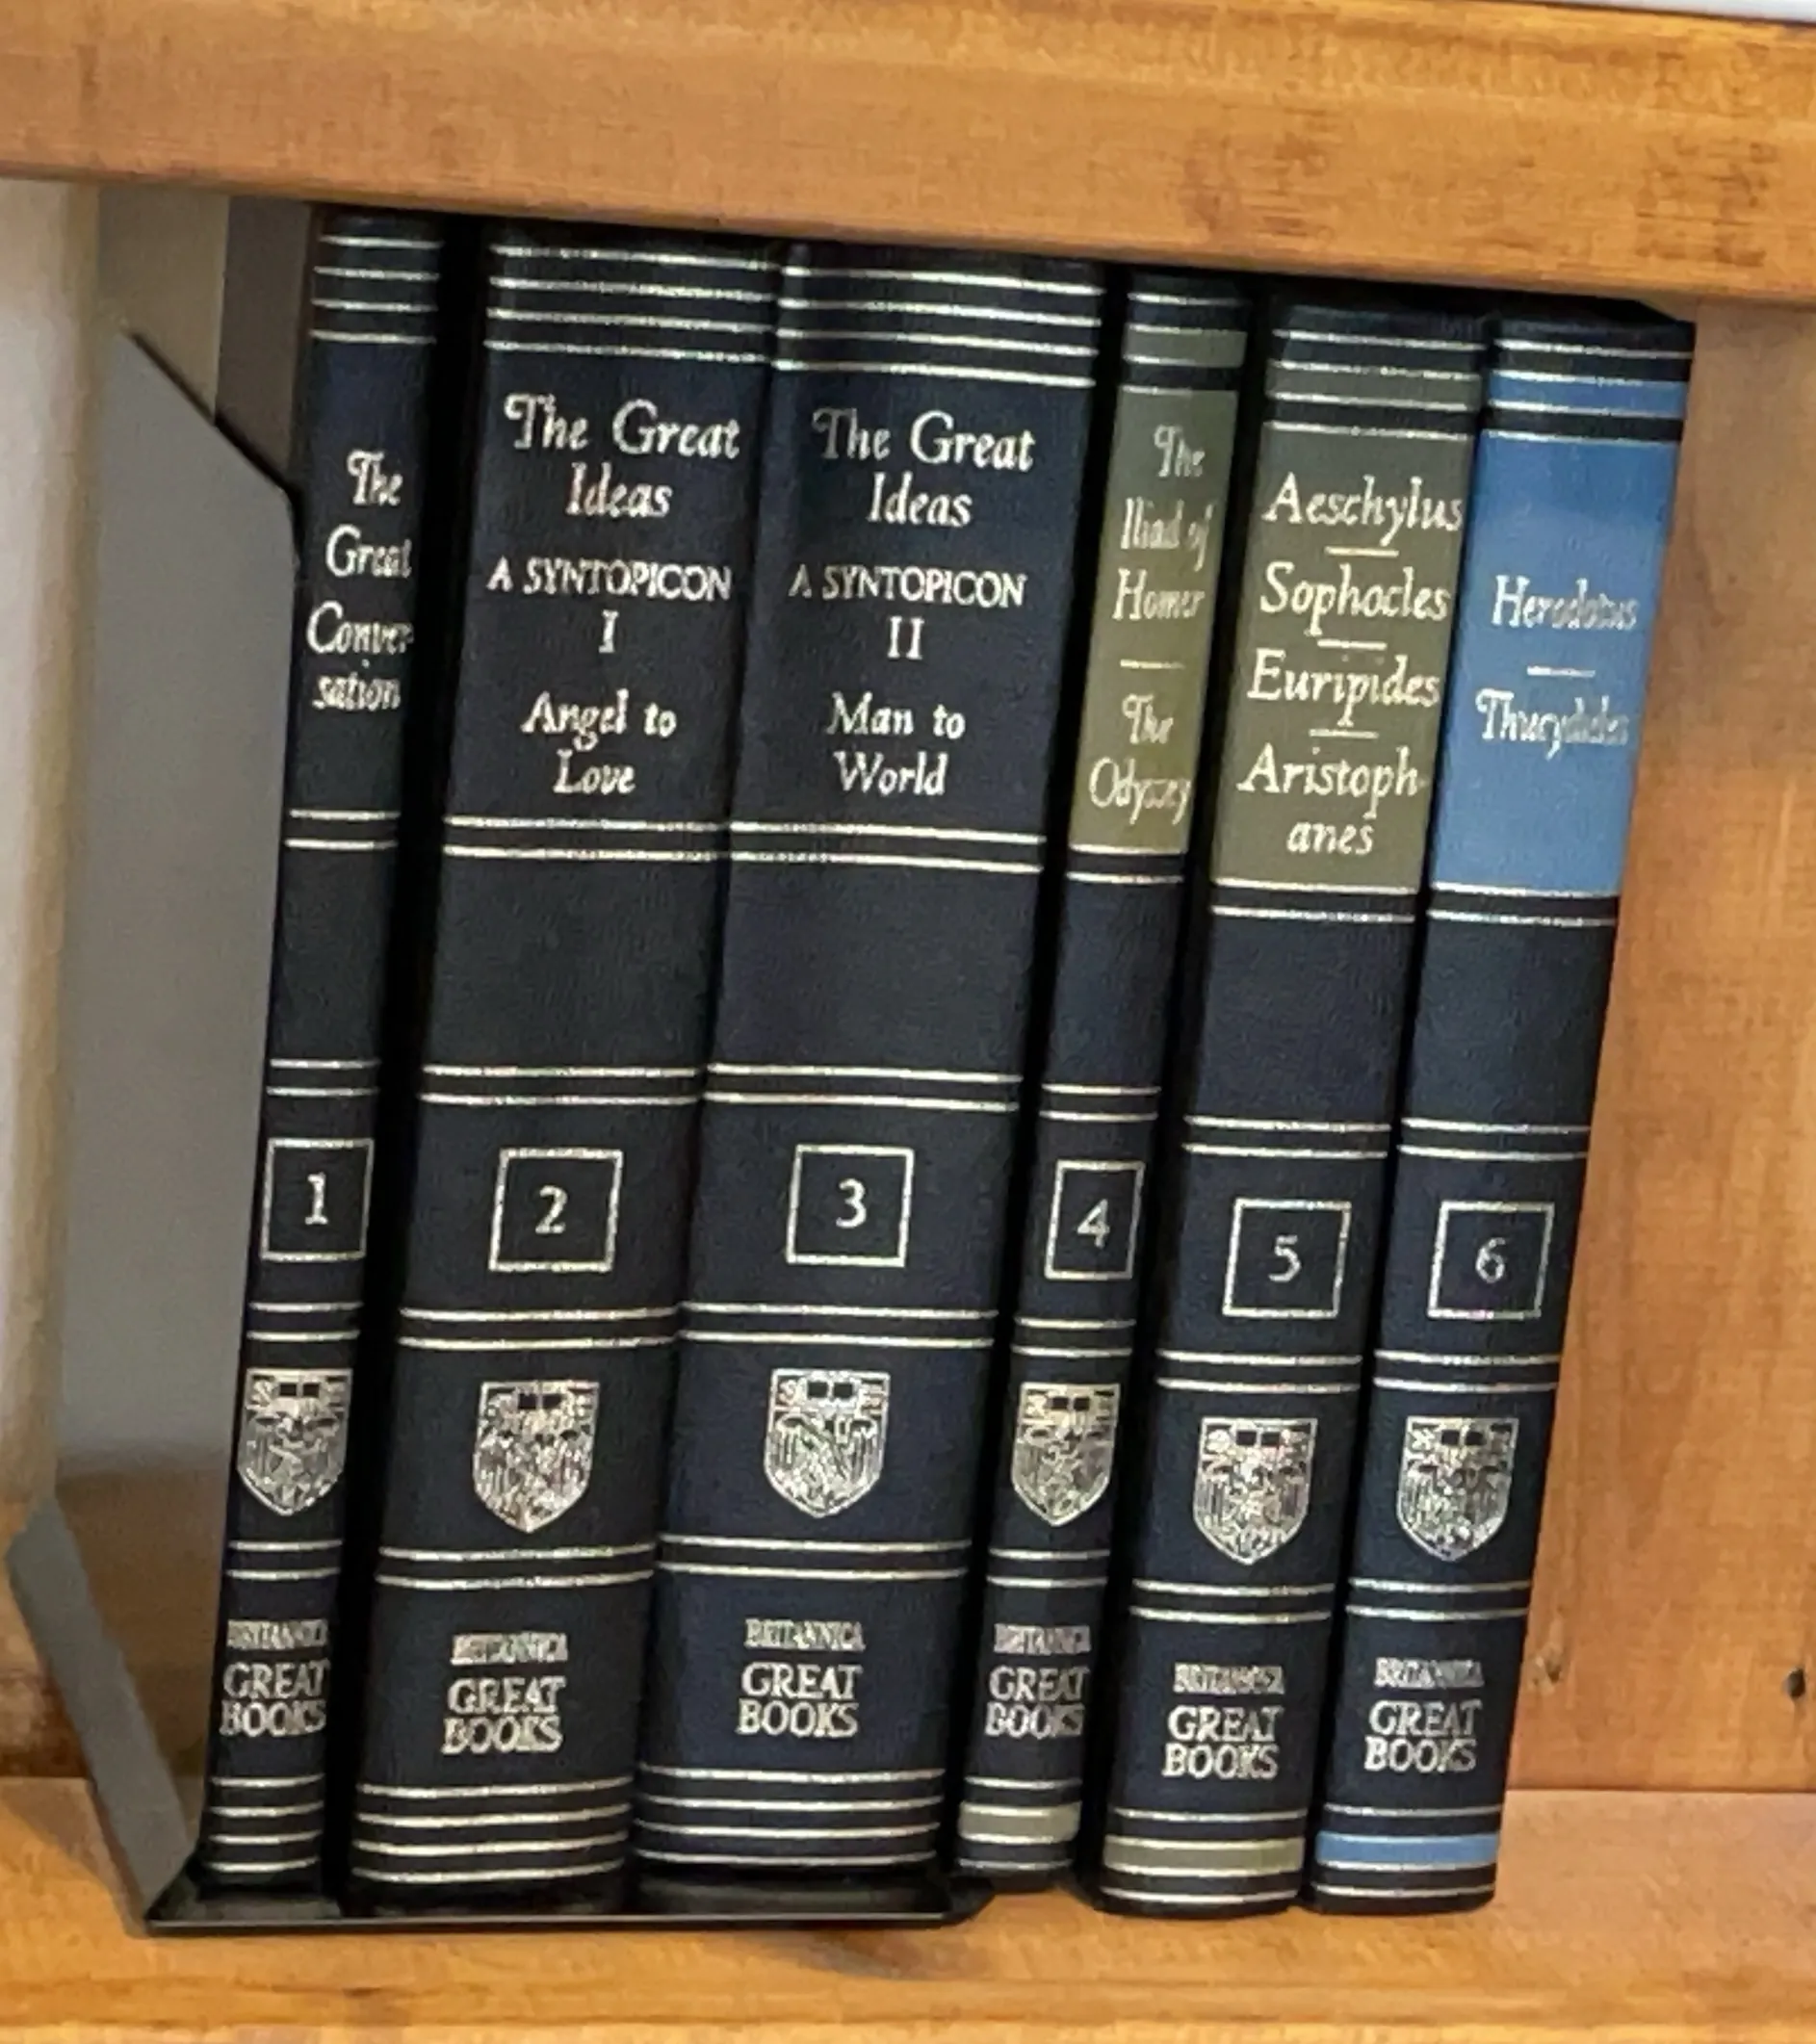 The
Great
Conver-
sation
1
BRITANNICA
GREAT
BOOKS
The Great
Ideas
A SYNTOPICON
I
Angel to
Love
2
BRITANNICA
GREAT
BOOKS
The Great
Ideas
A SYNTOPICON
II
Man to
World
3
BRITANNICA
GREAT
BOOKS
The
Iliad of
Homer
The
Odyssey
4
BRITANNICA
GREAT
BOOKS
Aeschylus
Sophocles
Euripides
Aristoph-
anes
5
BRITANNICA
GREAT
BOOKS
Herodotus
Thucydides
6
BRITANNICA
GREAT
BOOKS